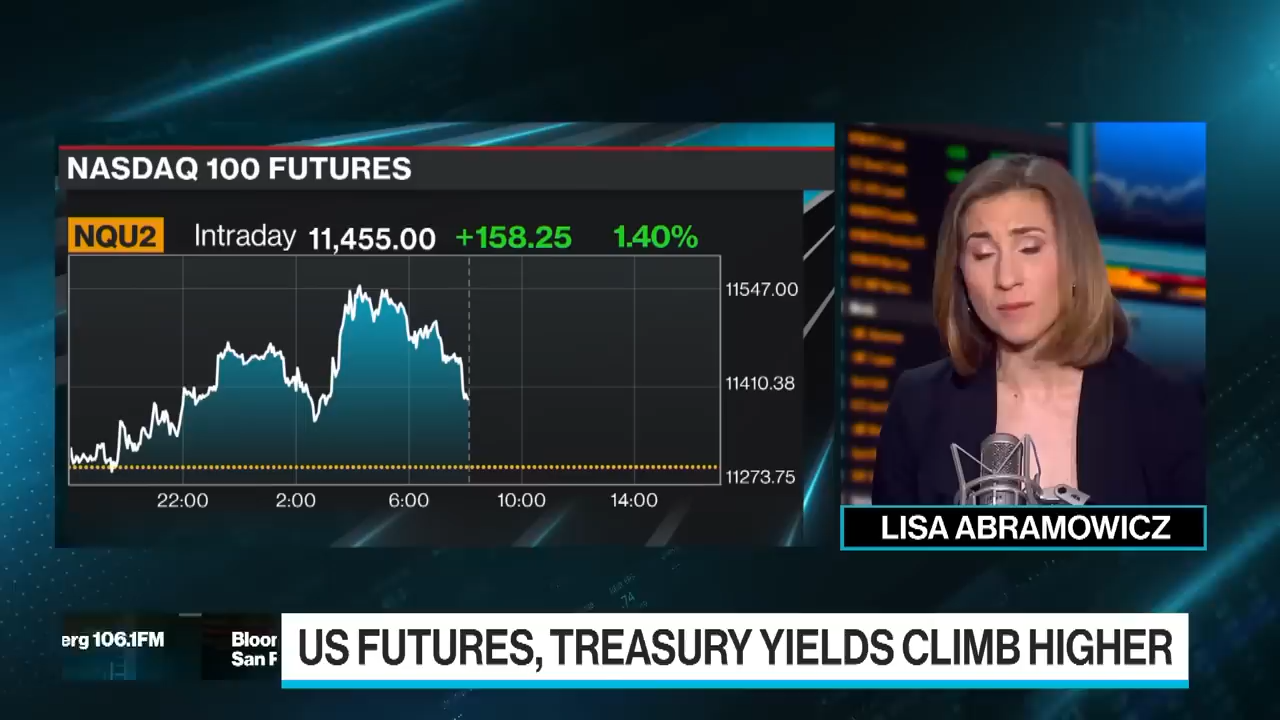 NASDAQ 100 FUTURES
NQU2 Intraday 11,455.00 +158.25 1.40%
11547.00
11410.38
11273.75
22:00 2:00 6:00 10:00 14:00
LISA ABRAMOWICZ
erg 106.1FM
Bloor
San F
US FUTURES, TREASURY YIELDS CLIMB HIGHER